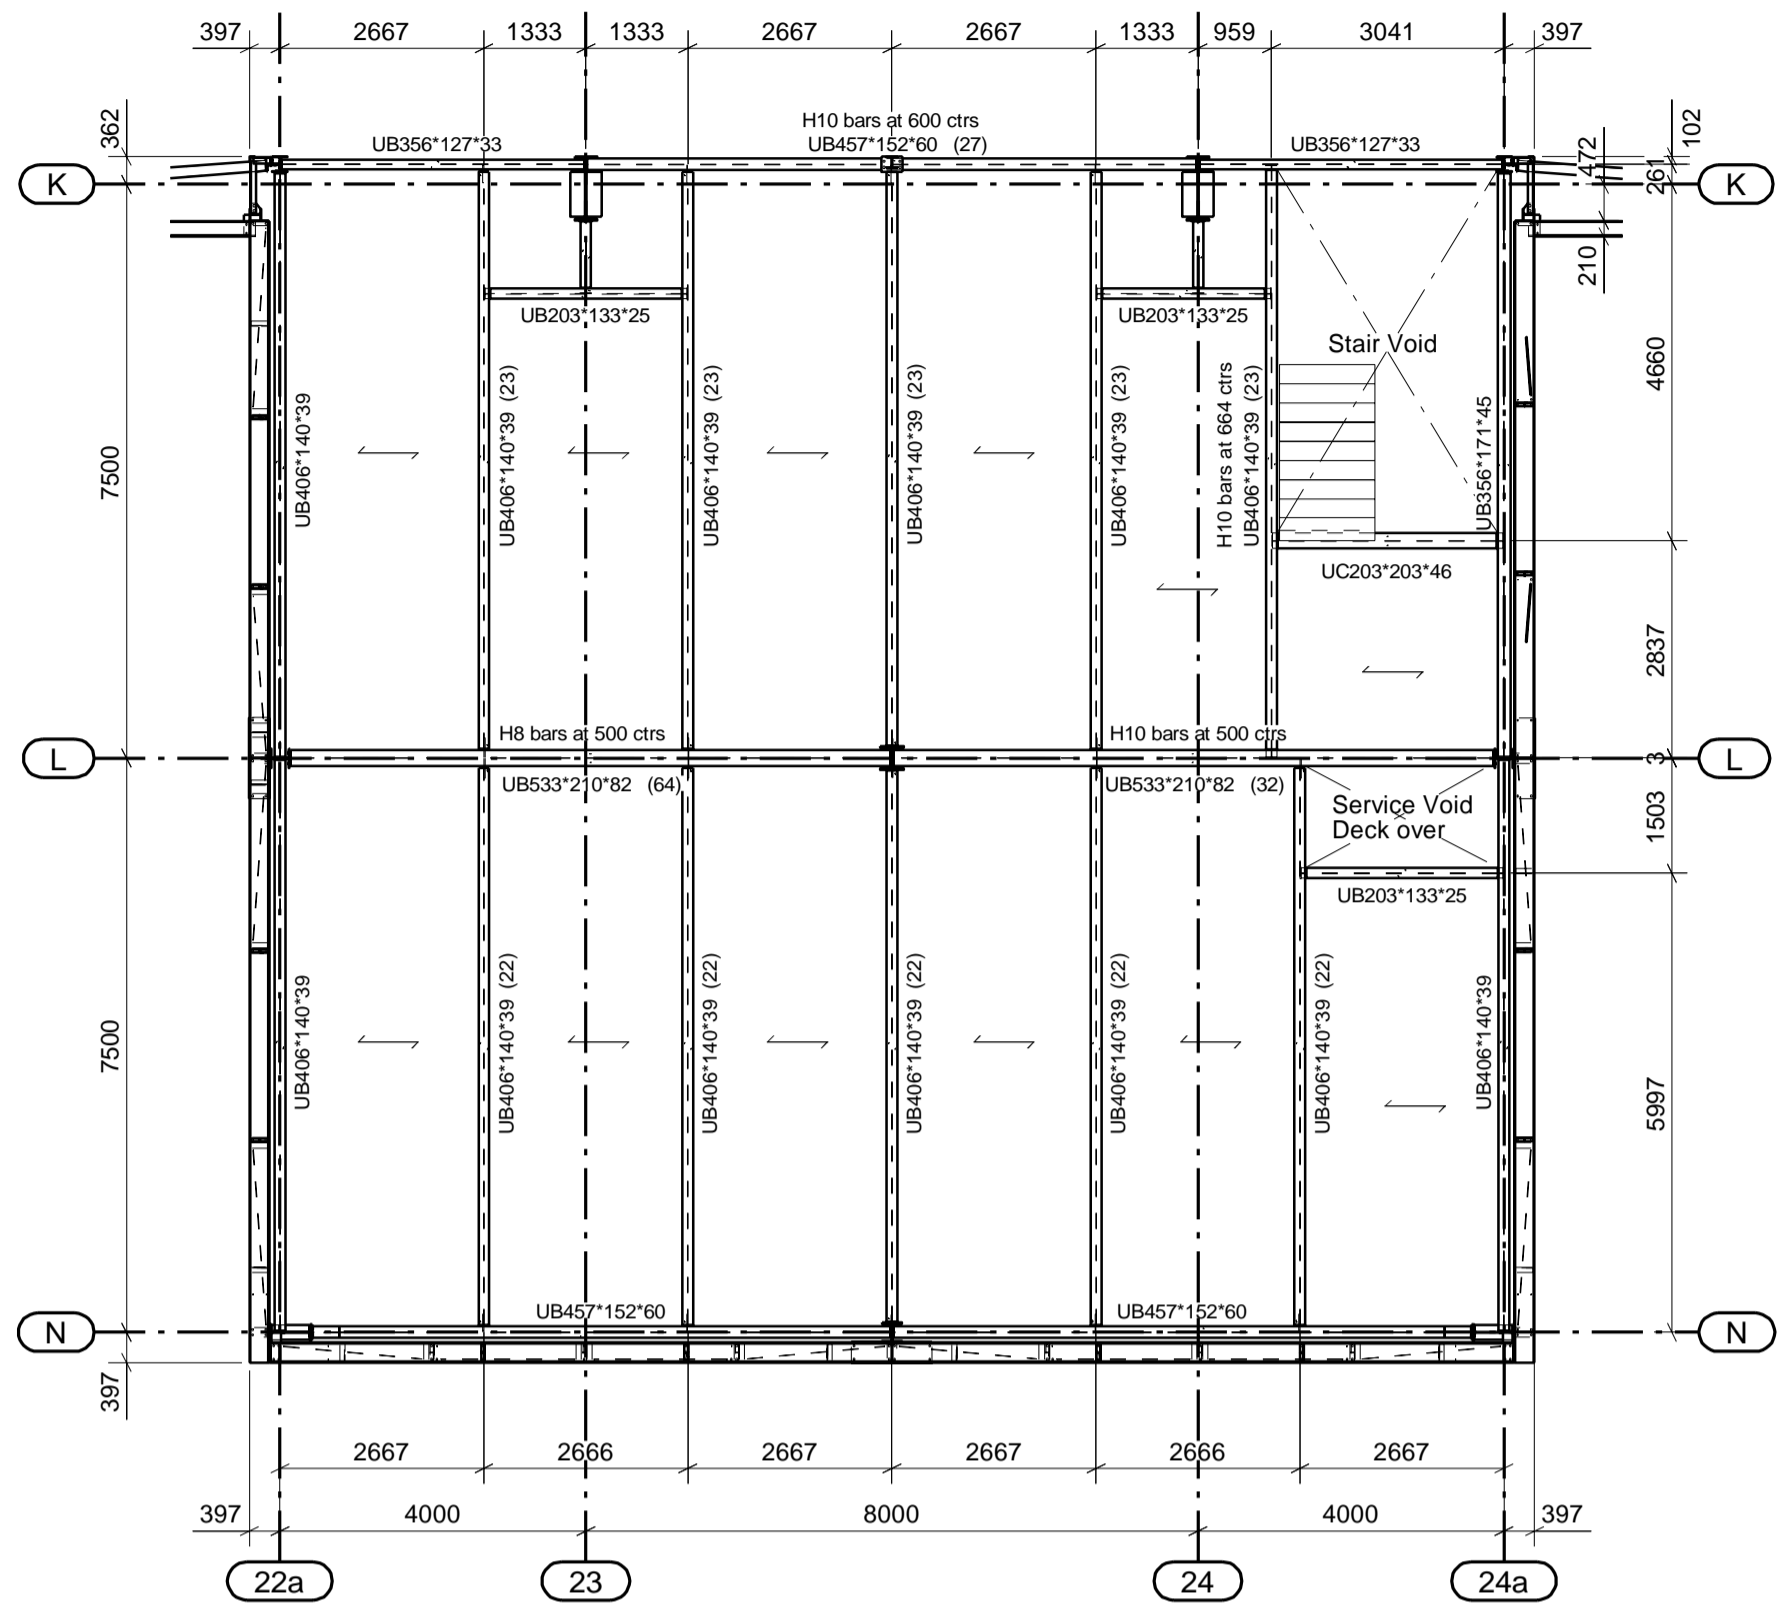 397 2667 1333 1333 2667 2667 1333 959 3041 397
362
102
H10 bars at 600 ctrs
UB356*127*33
UB457*152*60 (27)
UB356*127*33
K
K
472
261
210
UB203*133*25
UB203*133*25
Stair Void
4660
7500
UB406*140*39
UB406*140*39 (23)
UB406*140*39 (23)
UB406*140*39 (23)
UB406*140*39 (23)
H10 bars at 664 ctrs
UB406*140*39 (23)
UB356*171*45
UC203*203*46
2837
H8 bars at 500 ctrs
H10 bars at 500 ctrs
L
L
3
UB533*210*82 (64)
UB533*210*82 (32)
Service Void
Deck over
1503
UB203*133*25
7500
UB406*140*39
UB406*140*39 (22)
UB406*140*39 (22)
UB406*140*39 (22)
UB406*140*39 (22)
UB406*140*39 (22)
UB406*140*39
5997
UB457*152*60
UB457*152*60
N
N
397
2667 2666 2667 2667 2666 2667
397 4000 8000 4000 397
22a 23 24 24a